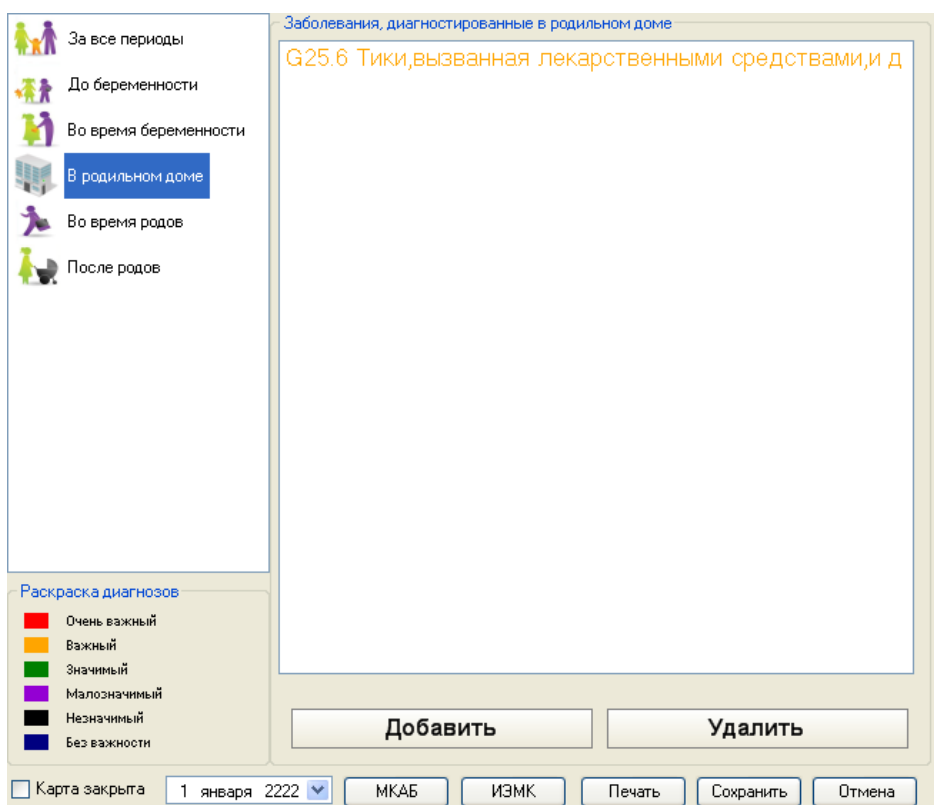 За все периоды
До беременности
Во время беременности
В родильном доме
Во время родов
После родов
Заболевания, диагностированные в родильном доме
G25.6 Тики,вызванная лекарственными средствами,и д
Раскраска диагнозов
Очень важный
Важный
Значимый
Малозначимый
Незначимый
Без важности
Добавить Удалить
Карта закрыта 1 января 2222 МКАБ ИЭМК Печать Сохранить Отмена